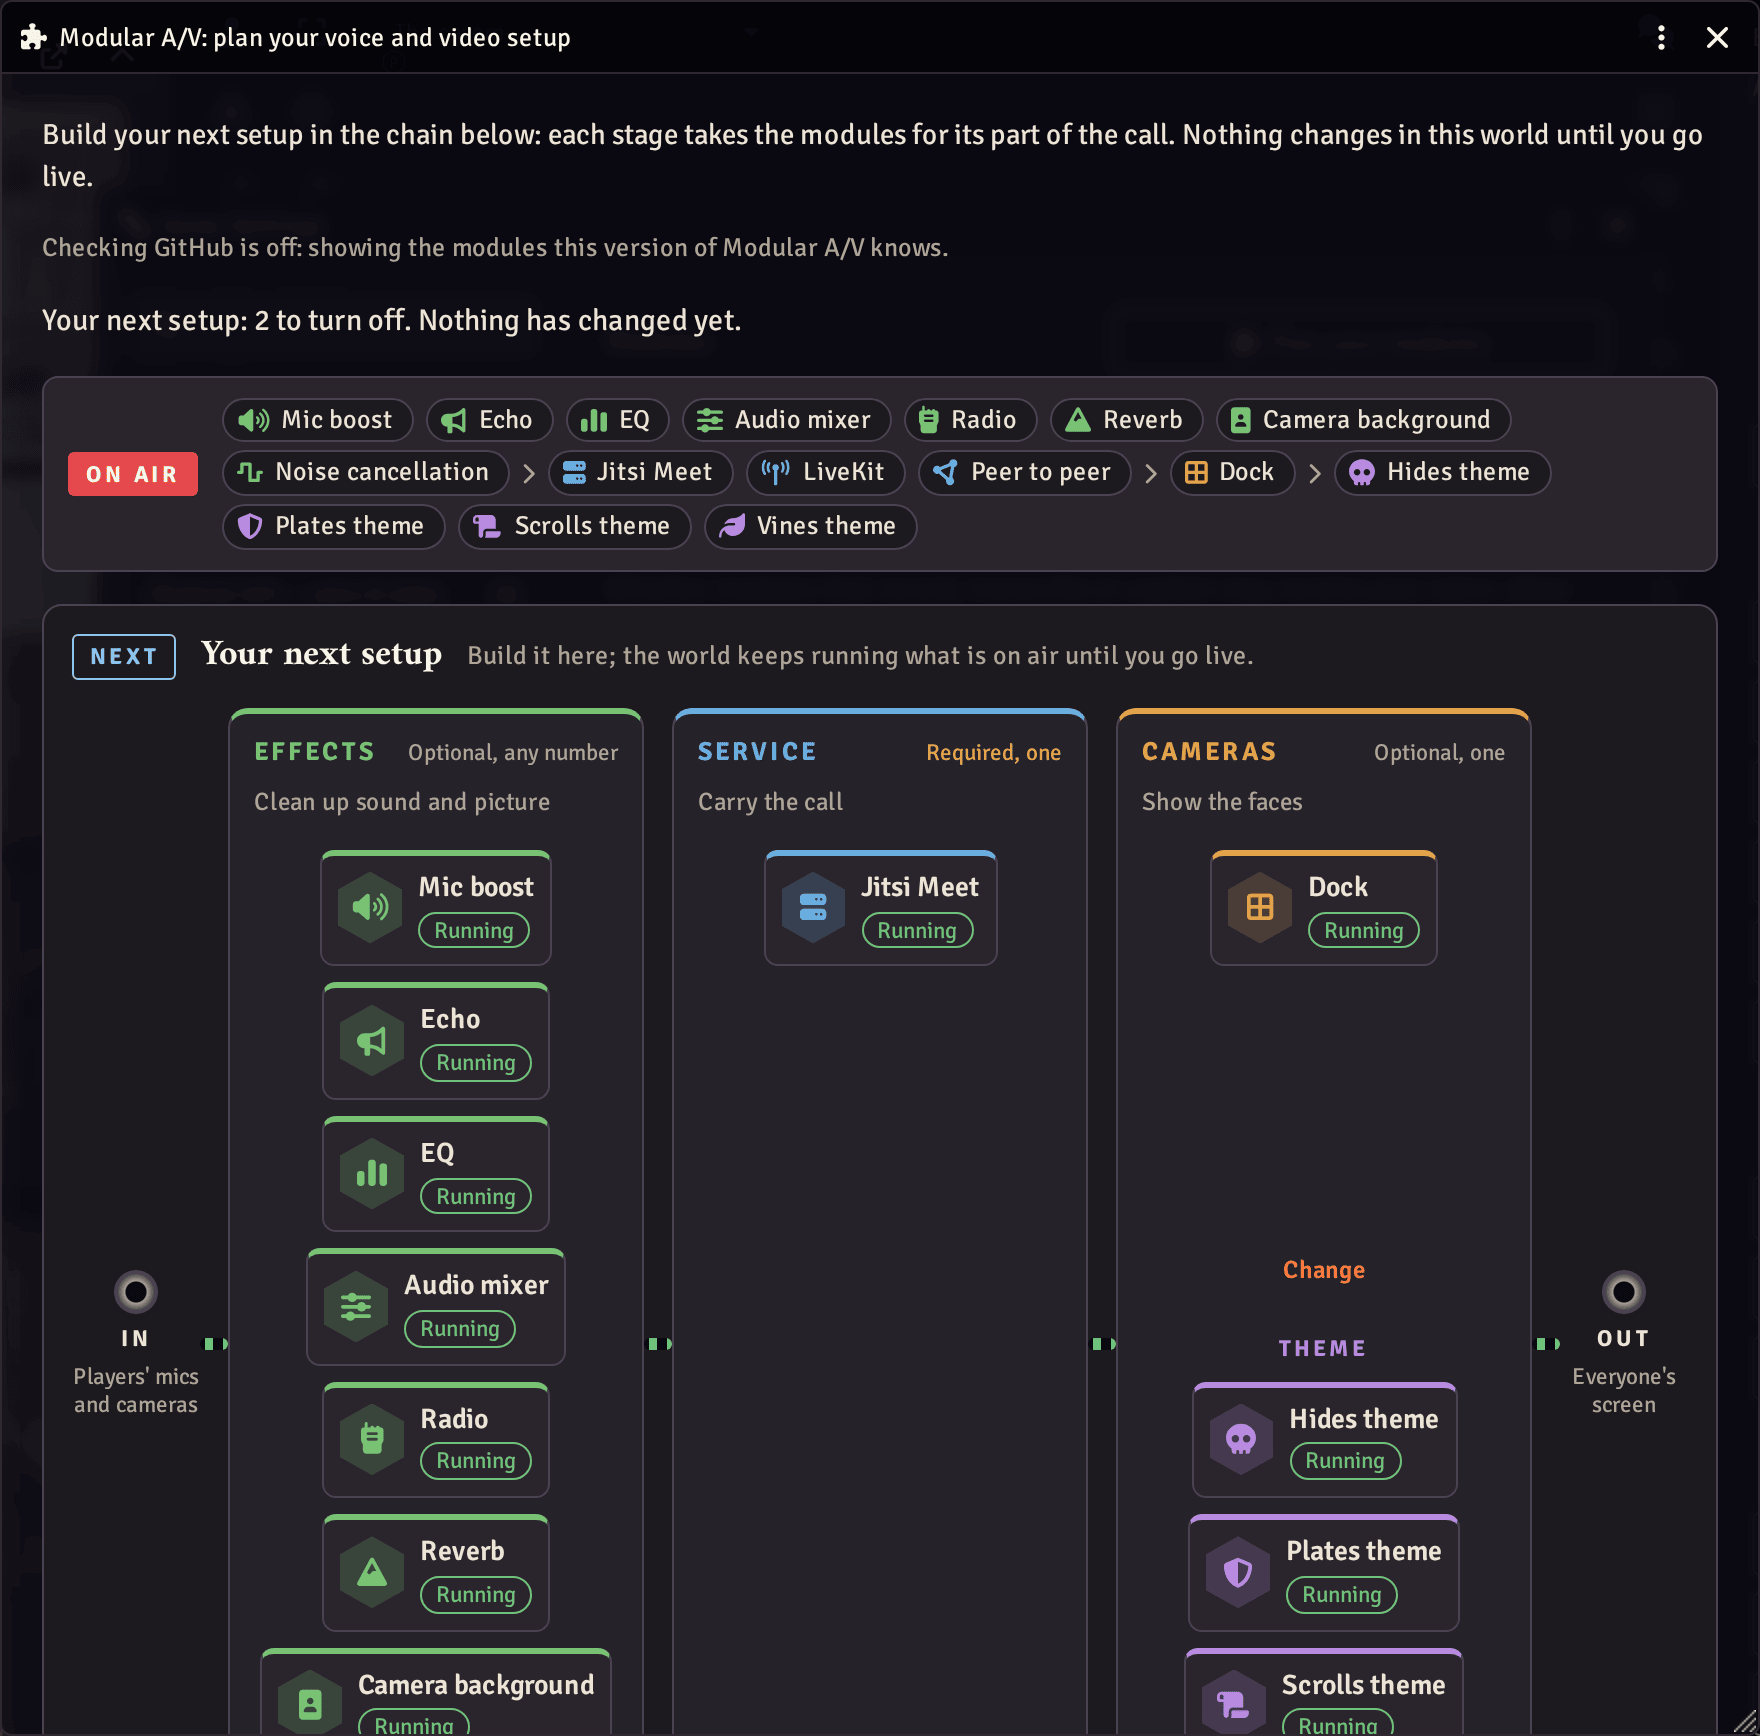 Modular A/V: plan your voice and video setup
Build your next setup in the chain below: each stage takes the modules for its part of the call. Nothing changes in this world until you go
live.
Checking GitHub is off: showing the modules this version of Modular A/V knows.
Your next setup: 2 to turn off. Nothing has changed yet.
ON AIR
Mic boost
Echo
EQ
Audio mixer
Radio
Reverb
Camera background
Noise cancellation
Jitsi Meet
LiveKit
Peer to peer
Dock
Hides theme
Plates theme
Scrolls theme
Vines theme
NEXT
Your next setup
Build it here; the world keeps running what is on air until you go live.
IN
Players' mics
and cameras
EFFECTS
Optional, any number
Clean up sound and picture
Mic boost
Running
Echo
Running
EQ
Running
Audio mixer
Running
Radio
Running
Reverb
Running
Camera background
Running
SERVICE
Required, one
Carry the call
Jitsi Meet
Running
CAMERAS
Optional, one
Show the faces
Dock
Running
Change
THEME
Hides theme
Running
Plates theme
Running
Scrolls theme
Running
OUT
Everyone's
screen